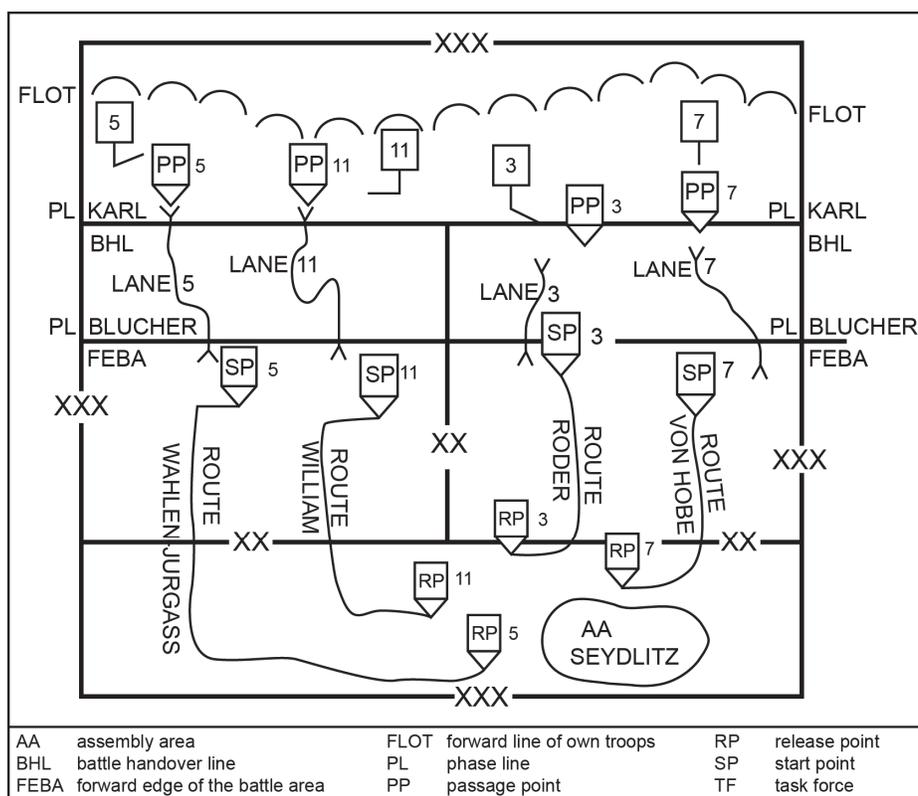 XXX
FLOT
FLOT
5
7
11
3
PP 5
PP 11
PP 3
PP 7
PL KARL
PL KARL
BHL
BHL
LANE 5
LANE 11
LANE 3
LANE 7
PL BLUCHER
PL BLUCHER
FEBA
FEBA
SP 5
SP 11
SP 3
SP 7
XXX
XX
XXX
ROUTE
WAHLEN-JURGASS
ROUTE
WILLIAM
ROUTE
RODER
ROUTE
VON HOBE
RP 3
XX
XX
RP 7
RP 11
RP 5
AA
SEYDLITZ
XXX
AA assembly area FLOT forward line of own troops RP release point
BHL battle handover line PL phase line SP start point
FEBA forward edge of the battle area PP passage point TF task force